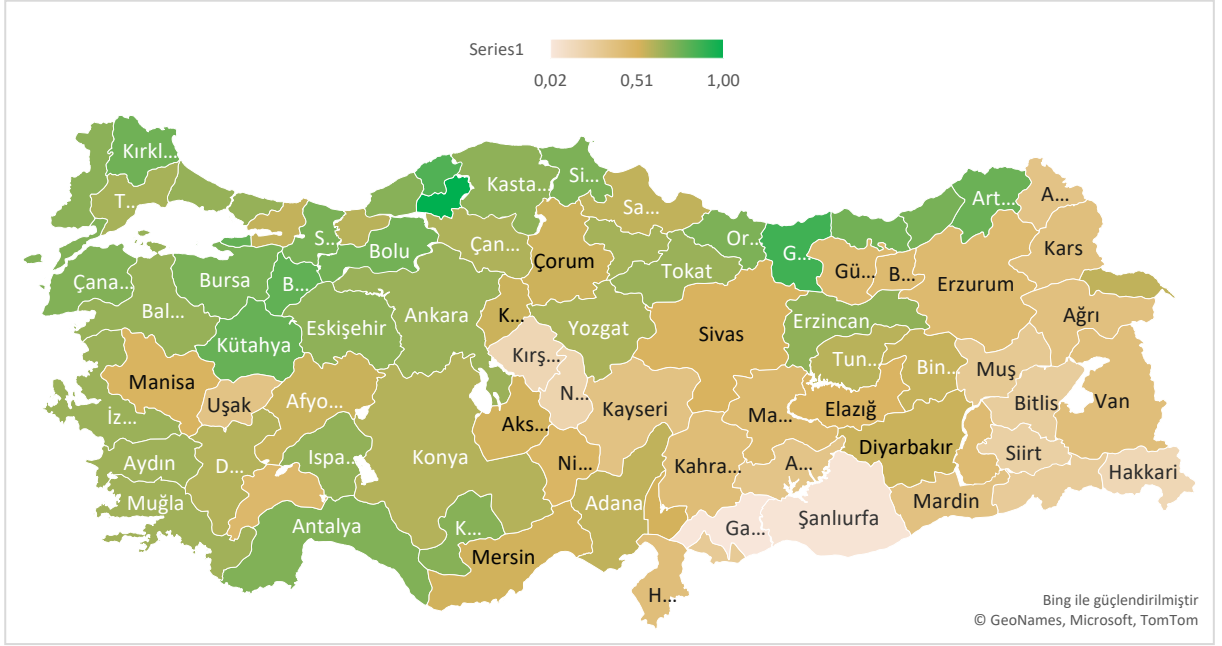 Series1
0,02 0,51 1,00
Kırkl...
T...
Kasta...
Si...
Sa...
Art...
A...
S...
Bolu
Çan...
Or...
G...
Kars
Çana...
Bursa
B...
Çorum
Tokat
Gü...
B...
Erzurum
Bal...
Eskişehir
Ankara
K...
Yozgat
Sivas
Erzincan
Ağrı
Kütahya
Kırş...
Tun...
Bin...
Muş
Manisa
Uşak
Afyo...
N...
Kayseri
Ma...
Elazığ
Bitlis
Van
İz...
Aks...
Diyarbakır
Siirt
Aydın
D...
Ispa...
Konya
Ni...
Kahra...
A...
Hakkari
Muğla
Adana
Mardin
Antalya
K...
Ga...
Şanlıurfa
Mersin
H...
Bing ile güçlendirilmiştir
© GeoNames, Microsoft, TomTom